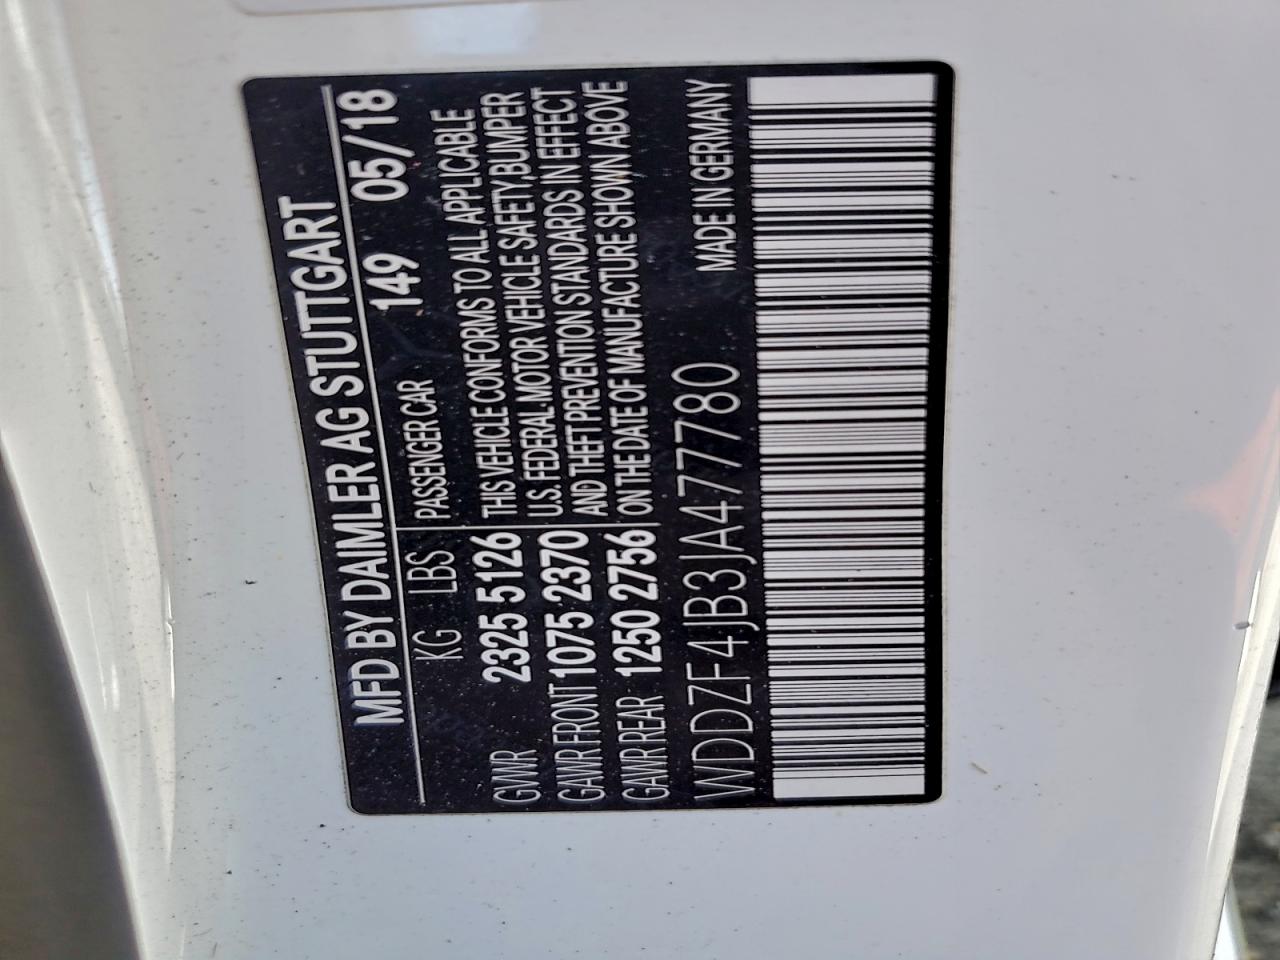 MFD BY DAIMLER AG STUTTGART
149 05/18
KG LBS PASSENGER CAR
GWR 2325 5126 THIS VEHICLE CONFORMS TO ALL APPLICABLE
GAWR FRONT 1075 2370 U.S. FEDERAL MOTOR VEHICLE SAFETY,BUMPER
AND THEFT PREVENTION STANDARDS IN EFFECT
GAWR REAR 1250 2756 ON THE DATE OF MANUFACTURE SHOWN ABOVE
WDDZF4JB3JA477780 MADE IN GERMANY